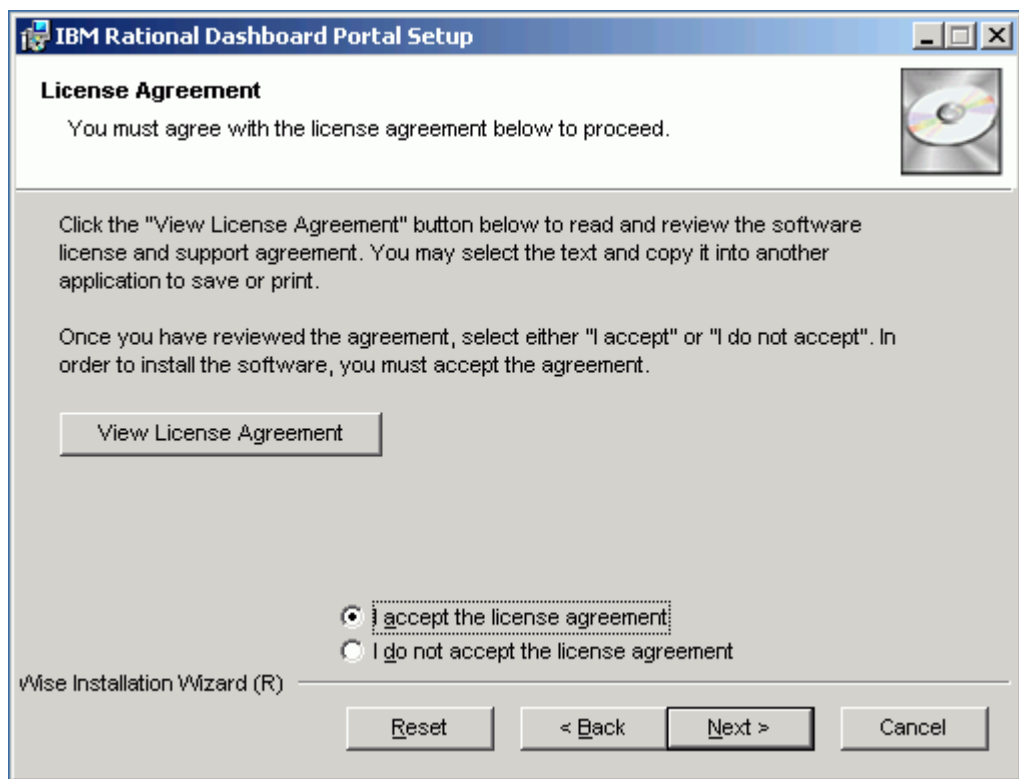 IBM Rational Dashboard Portal Setup
License Agreement
You must agree with the license agreement below to proceed.
Click the "View License Agreement" button below to read and review the software
license and support agreement. You may select the text and copy it into another
application to save or print.
Once you have reviewed the agreement, select either "I accept" or "I do not accept". In
order to install the software, you must accept the agreement.
View License Agreement
I accept the license agreement
I do not accept the license agreement
Wise Installation Wizard (R)
Reset < Back Next > Cancel